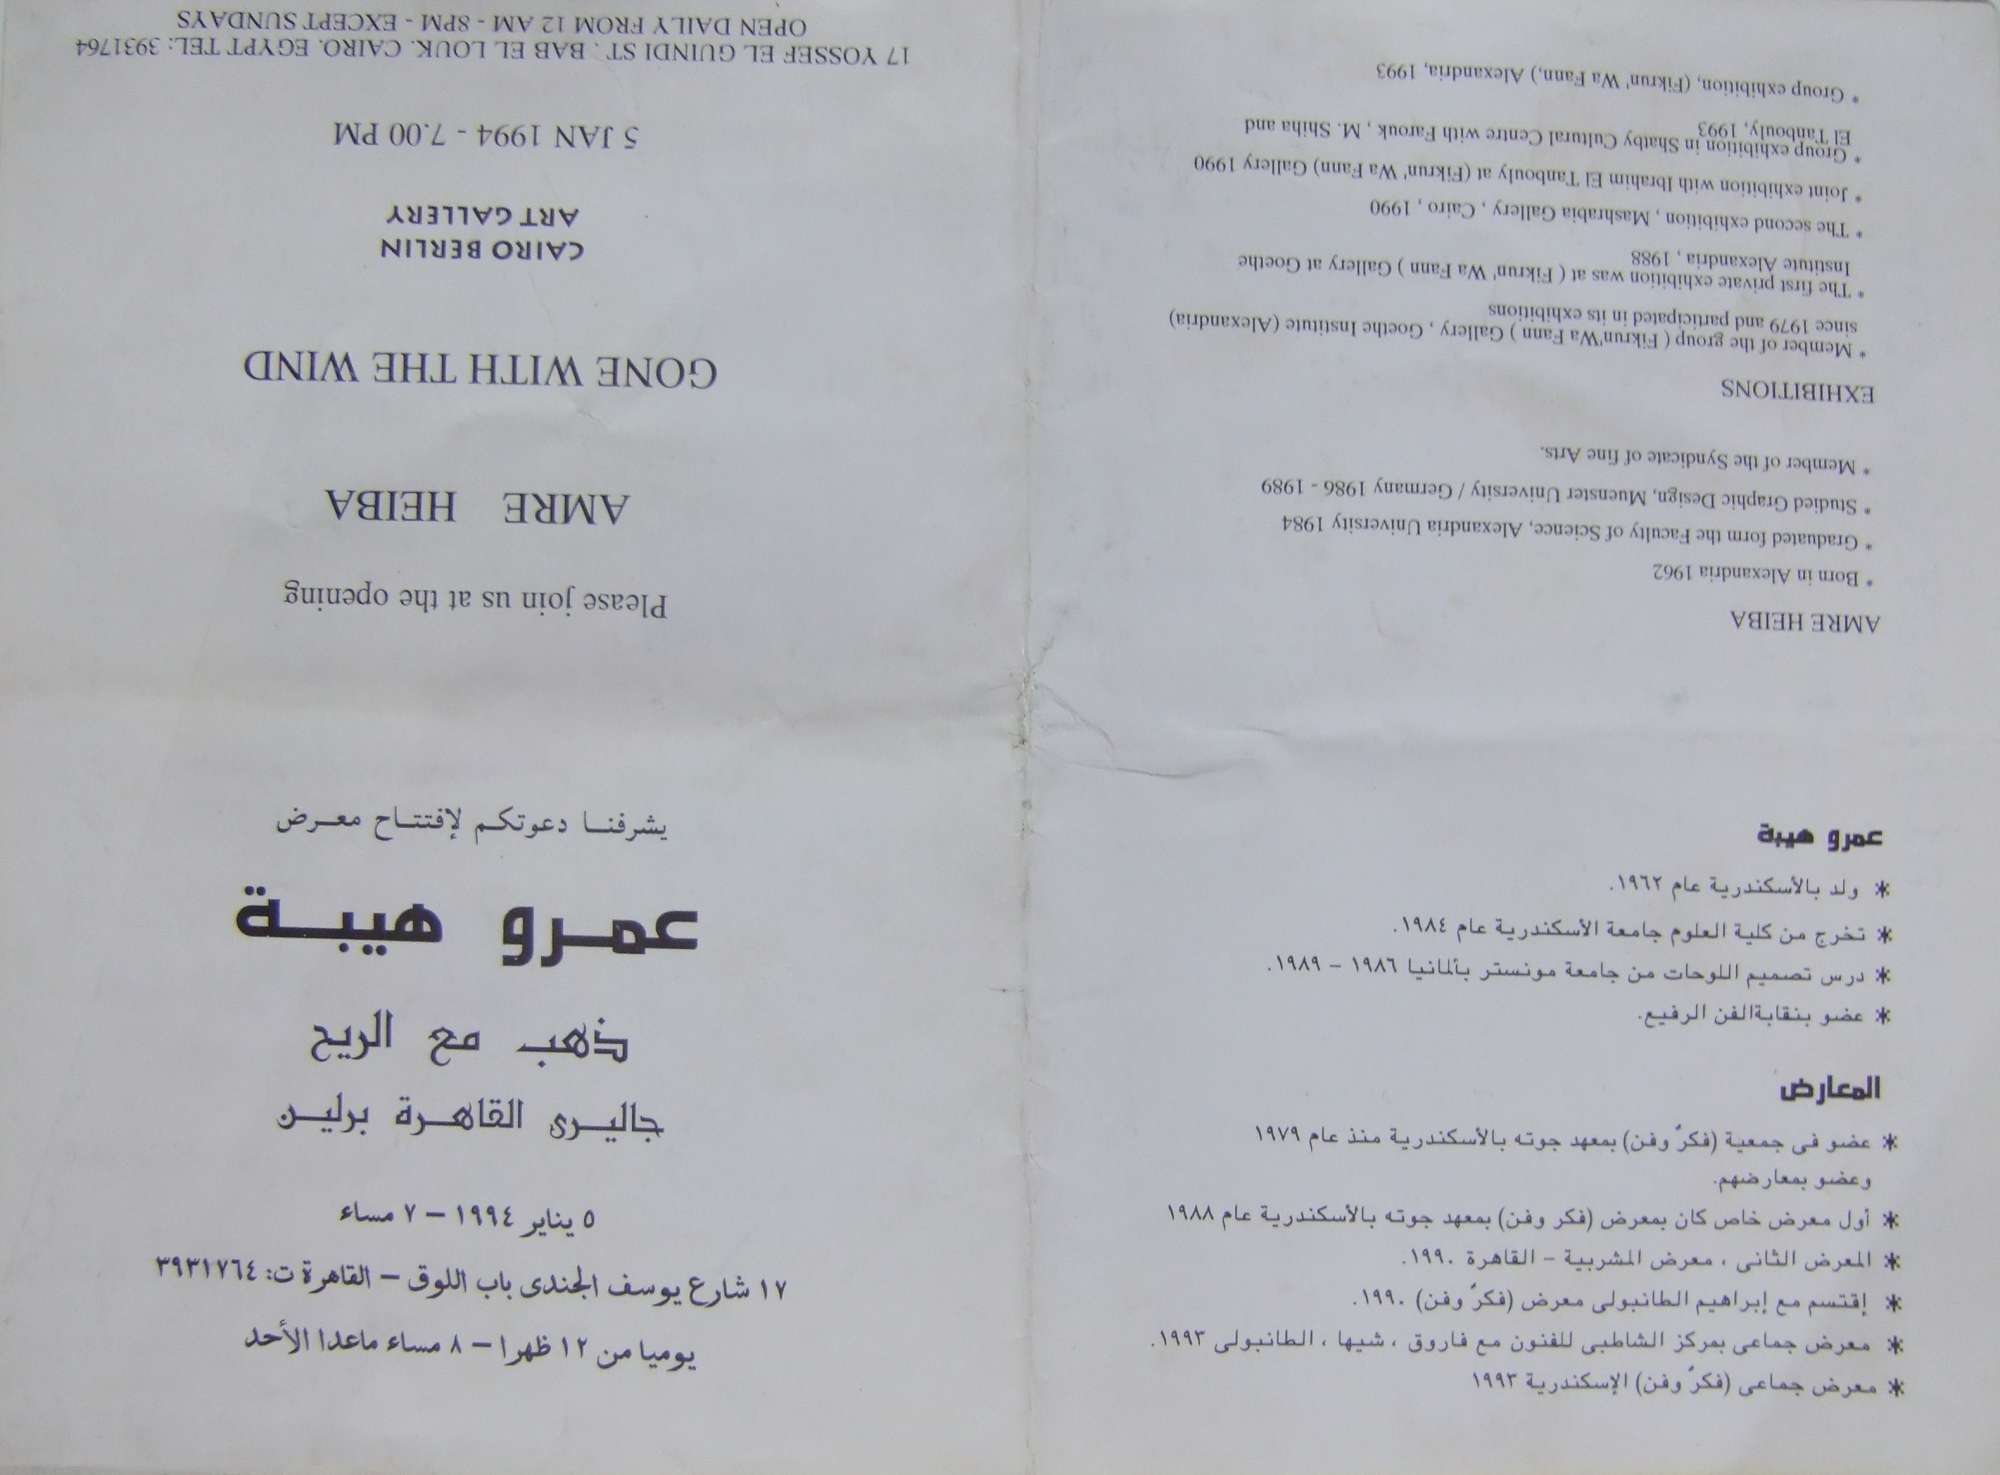 Please join us at the opening
AMRE HEIBA
GONE WITH THE WIND
CAIRO BERLIN
ART GALLERY
5 JAN 1994 - 7.00 PM
17 YOSSEF EL GUINDI ST . BAB EL LOUK. CAIRO. EGYPT TEL: 3931764
OPEN DAILY FROM 12 AM - 8PM - EXCEPT SUNDAYS
AMRE HEIBA
* Born in Alexandria 1962
* Graduated form the Faculty of Science, Alexandria University 1984
* Studied Graphic Design, Muenster University / Germany 1986 - 1989
* Member of the Syndicate of fine Arts.
EXHIBITIONS
* Member of the group ( Fikrun'Wa Fann ) Gallery , Goethe Institute (Alexandria)
since 1979 and participated in its exhibitions
* The first private exhibition was at ( Fikrun' Wa Fann ) Gallery at Goethe
Institute Alexandria , 1988
* The second exhibition , Mashrabia Gallery , Cairo , 1990
* Joint exhibition with Ibrahim El Tanbouly at (Fikrun' Wa Fann) Gallery 1990
* Group exhibition in Shatby Cultural Centre with Farouk , M. Shiha and
El Tanbouly, 1993
* Group exhibition, (Fikrun' Wa Fann,) Alexandria, 1993
يشرفنا دعوتكم لإفتتاح معرض
عمرو هيبة
ذهب مع الريح
جاليرى القاهرة برلين
٥ يناير ١٩٩٤ – ٧ مساء
١٧ شارع يوسف الجندى باب اللوق – القاهرة ت: ٣٩٣١٧٦٤
يوميا من ١٢ ظهرا – ٨ مساء ماعدا الأحد
عمرو هيبة
* ولد بالأسكندرية عام ١٩٦٢.
* تخرج من كلية العلوم جامعة الأسكندرية عام ١٩٨٤.
* درس تصميم اللوحات من جامعة مونستر بألمانيا ١٩٨٦ – ١٩٨٩.
* عضو بنقابةالفن الرفيع.
المعارض
* عضو فى جمعية (فكرٌ وفن) بمعهد جوته بالأسكندرية منذ عام ١٩٧٩
وعضو بمعارضهم.
* أول معرض خاص كان بمعرض (فكر وفن) بمعهد جوته بالأسكندرية عام ١٩٨٨
* المعرض الثانى ، معرض المشربية – القاهرة ١٩٩٠.
* إقتسم مع إبراهيم الطانبولى معرض (فكرٌ وفن) ١٩٩٠.
* معرض جماعى بمركز الشاطبى للفنون مع فاروق ، شيها ، الطانبولى ١٩٩٣.
* معرض جماعى (فكرٌ وفن) الإسكندرية ١٩٩٣